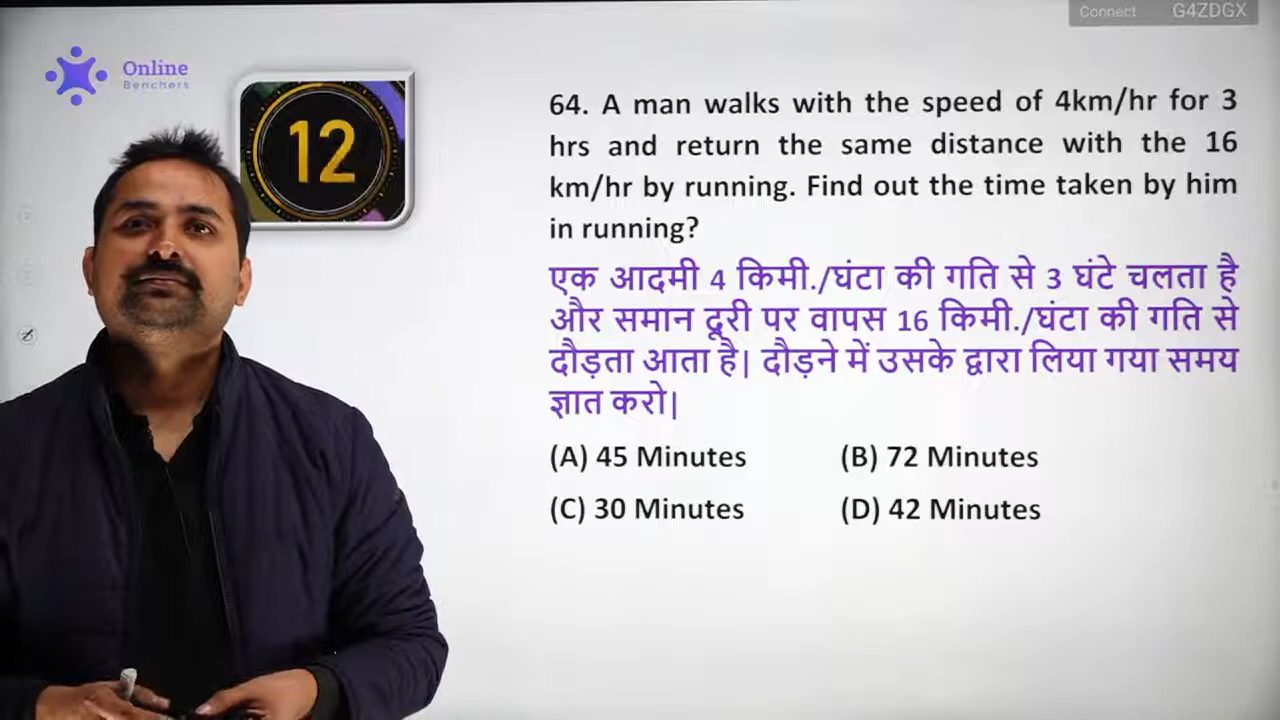 Connect G4ZDGX
Online
Benchers
12
64. A man walks with the speed of 4km/hr for 3
hrs and return the same distance with the 16
km/hr by running. Find out the time taken by him
in running?
एक आदमी 4 किमी./घंटा की गति से 3 घंटे चलता है
और समान दूरी पर वापस 16 किमी./घंटा की गति से
दौड़ता आता है| दौड़ने में उसके द्वारा लिया गया समय
ज्ञात करो|
(A) 45 Minutes (B) 72 Minutes
(C) 30 Minutes (D) 42 Minutes